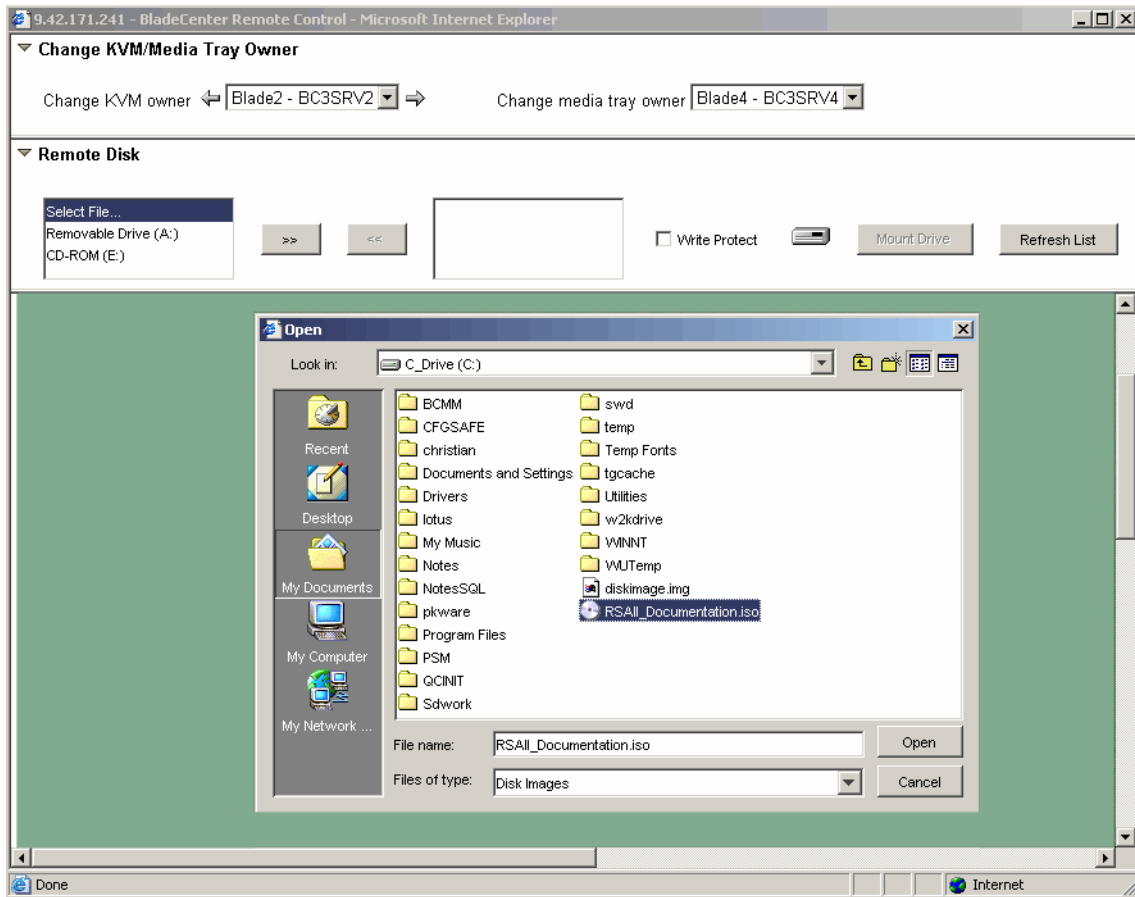 9.42.171.241 - BladeCenter Remote Control - Microsoft Internet Explorer
Change KVM/Media Tray Owner
Change KVM owner Blade2 - BC3SRV2 Change media tray owner Blade4 - BC3SRV4
Remote Disk
Select File...
Removable Drive (A:)
CD-ROM (E:)
>> << Write Protect Mount Drive Refresh List
Open
Look in: C_Drive (C:)
Recent
Desktop
My Documents
My Computer
My Network ...
BCMM
CFGSAFE
christian
Documents and Settings
Drivers
lotus
My Music
Notes
NotesSQL
pkware
Program Files
PSM
QCINIT
Sdwork
swd
temp
Temp Fonts
tgcache
Utilities
w2kdrive
WINNT
WUTemp
diskimage.img
RSAII_Documentation.iso
File name: RSAII_Documentation.iso Open
Files of type: Disk Images Cancel
Done Internet